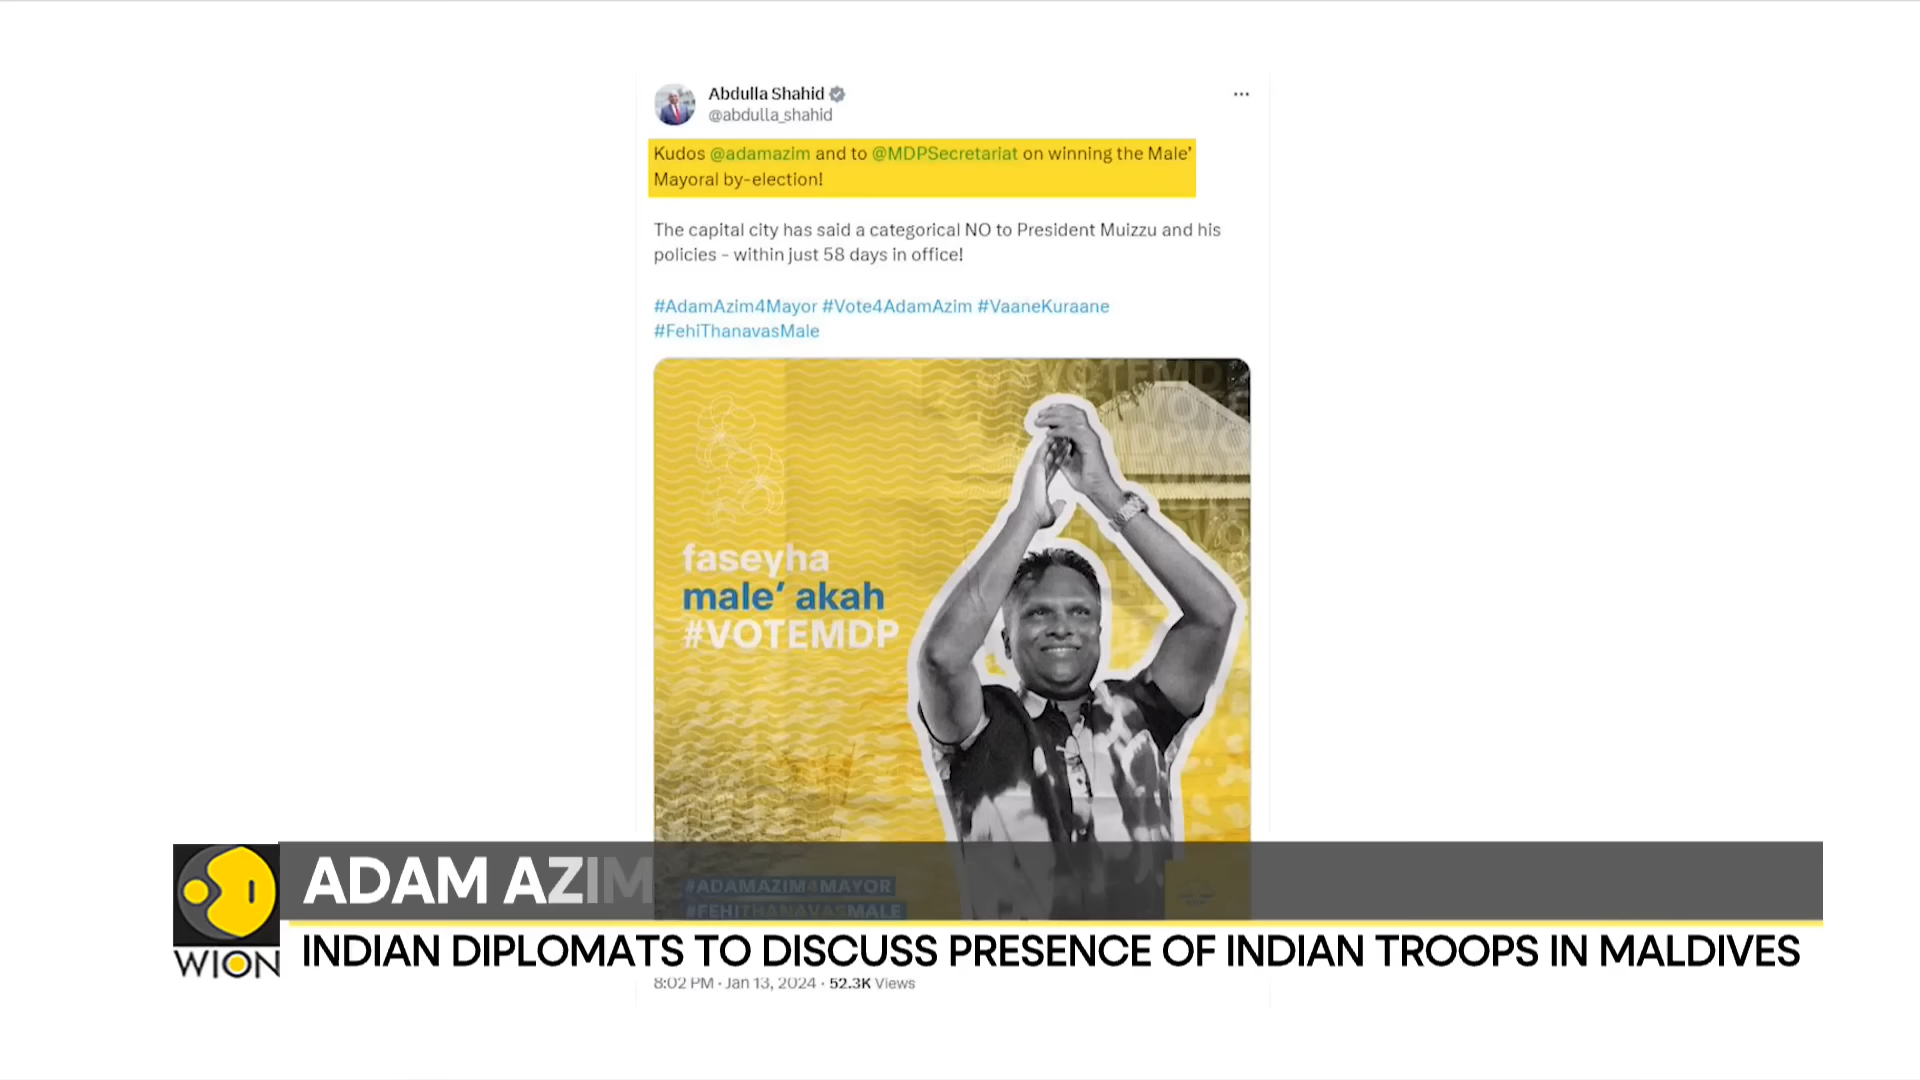 Abdulla Shahid
@abdulla_shahid
Kudos @adamazim and to @MDPSecretariat on winning the Male’
Mayoral by-election!
The capital city has said a categorical NO to President Muizzu and his
policies – within just 58 days in office!
#AdamAzim4Mayor #Vote4AdamAzim #VaaneKuraane
#FehiThanavasMale
VOTEMDP
faseyha
male’ akah
#VOTEMDP
#ADAMAZIM4MAYOR
#FEHITHANAVASMALE
ADAM AZIM
WION
INDIAN DIPLOMATS TO DISCUSS PRESENCE OF INDIAN TROOPS IN MALDIVES
8:02 PM · Jan 13, 2024 · 52.3K Views